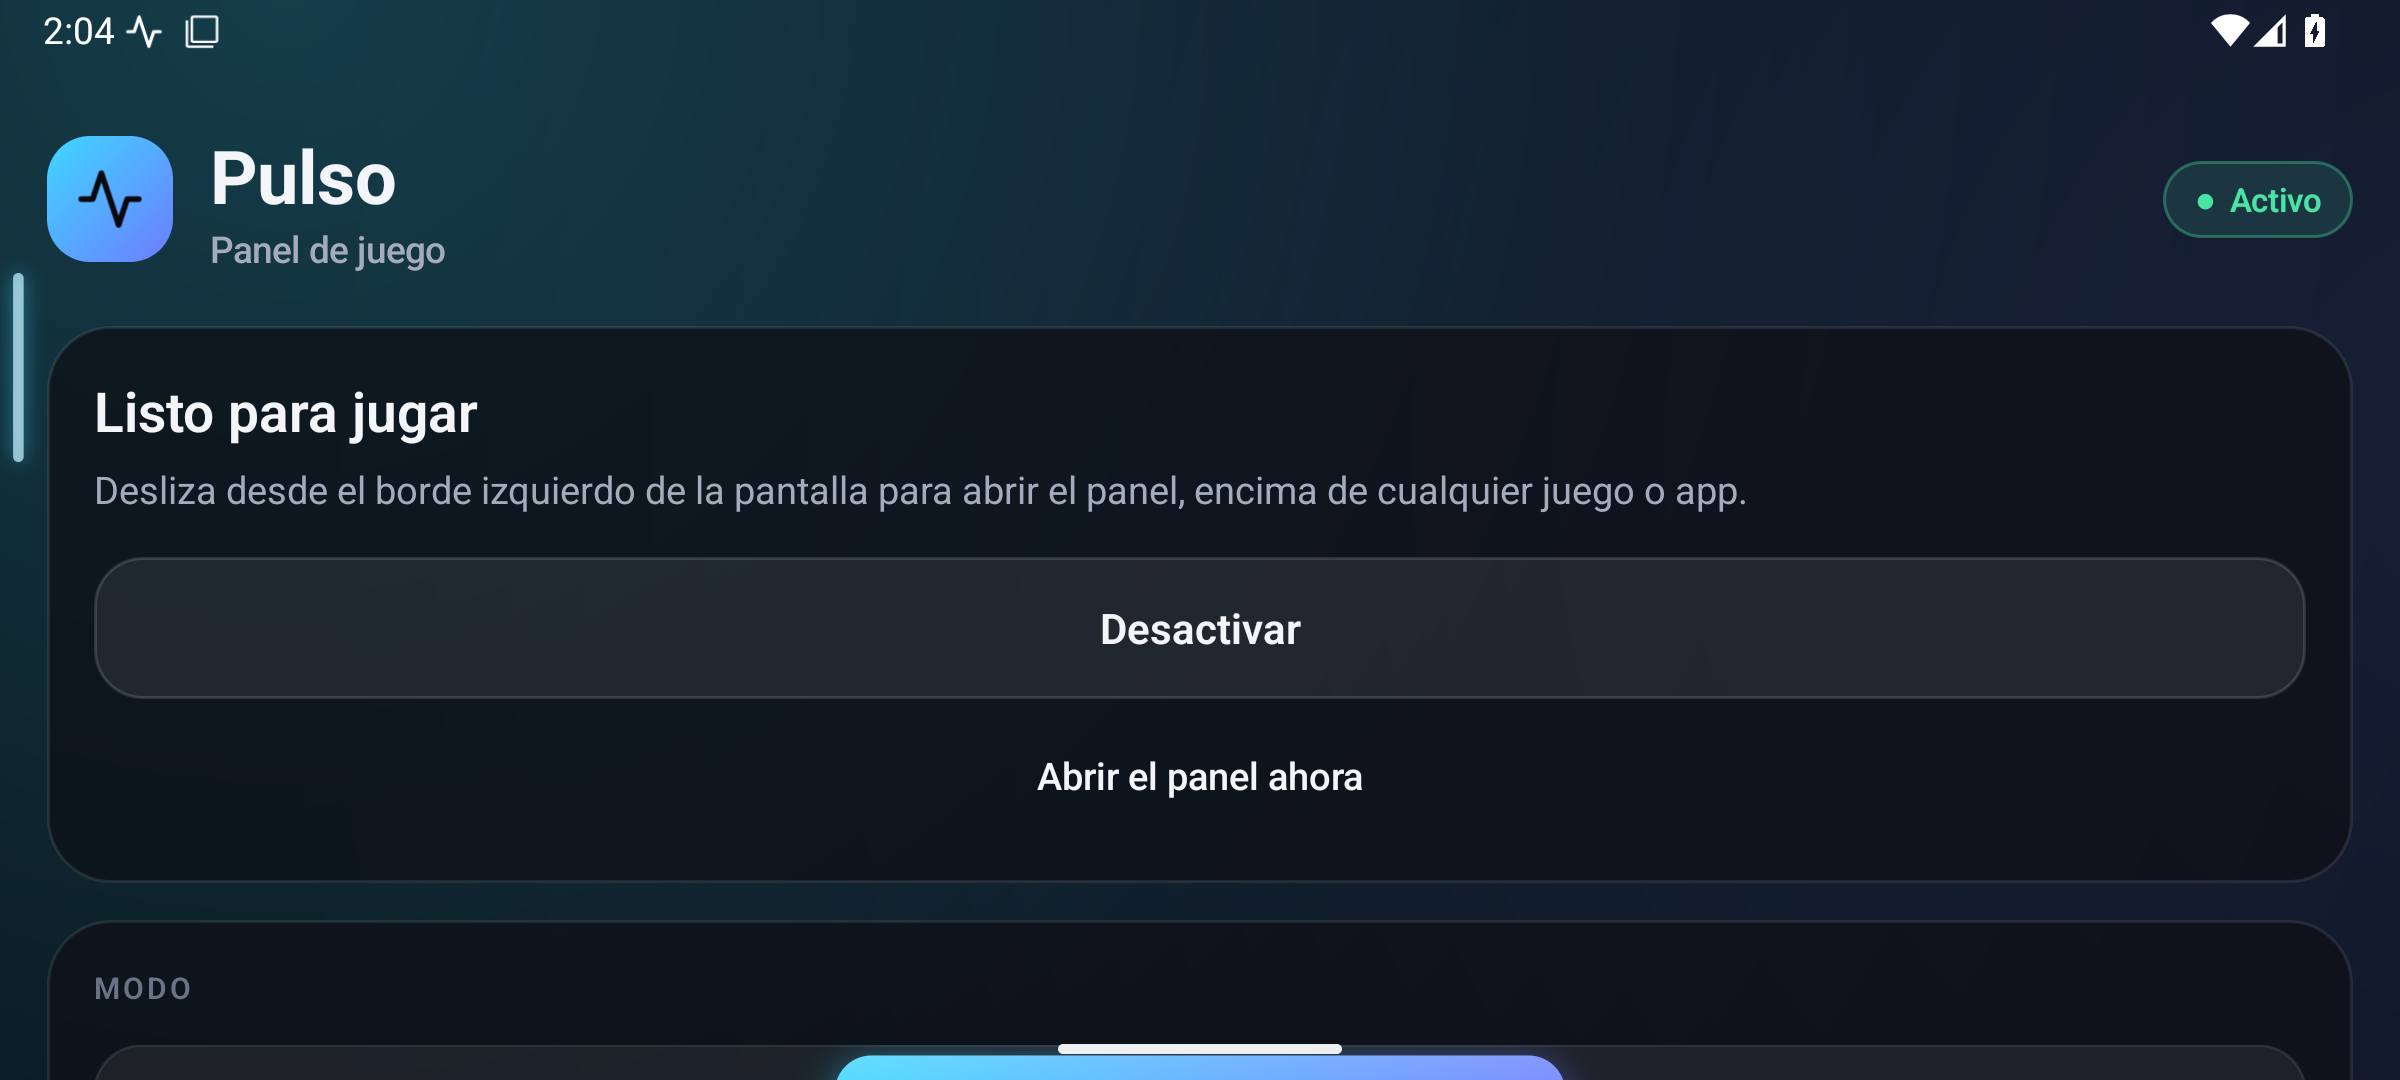 2:04
Pulso
Panel de juego
Activo
Listo para jugar
Desliza desde el borde izquierdo de la pantalla para abrir el panel, encima de cualquier juego o app.
Desactivar
Abrir el panel ahora
MODO